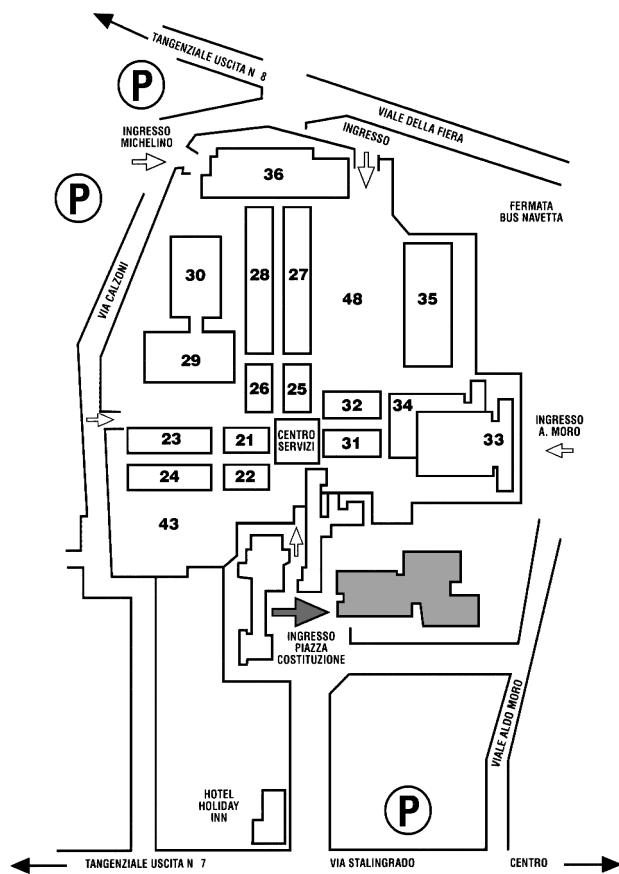 TANGENZIALE USCITA N 8
P
VIALE DELLA FIERA
INGRESSO
MICHELINO
INGRESSO
36
P
FERMATA
BUS NAVETTA
VIA CALZONI
30
28
27
48
35
29
26
25
32
34
23
21
CENTRO
SERVIZI
31
33
INGRESSO
A. MORO
24
22
43
INGRESSO
PIAZZA
COSTITUZIONE
VIALE ALDO MORO
HOTEL
HOLIDAY
INN
P
TANGENZIALE USCITA N 7
VIA STALINGRADO
CENTRO